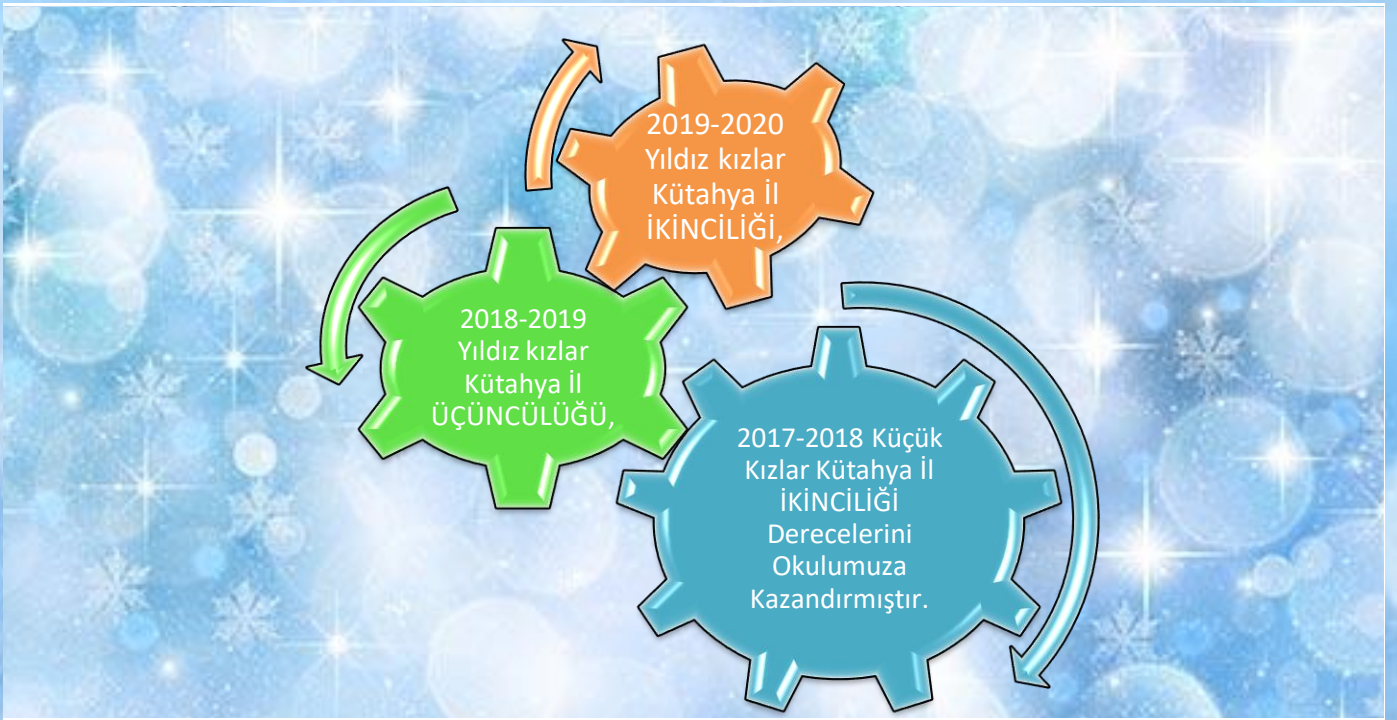 2019-2020
Yıldız kızlar
Kütahya İl
İKİNCİLİĞİ,
2018-2019
Yıldız kızlar
Kütahya İl
ÜÇÜNCÜLÜĞÜ,
2017-2018 Küçük
Kızlar Kütahya İl
İKİNCİLİĞİ
Derecelerini
Okulumuza
Kazandırmıştır.